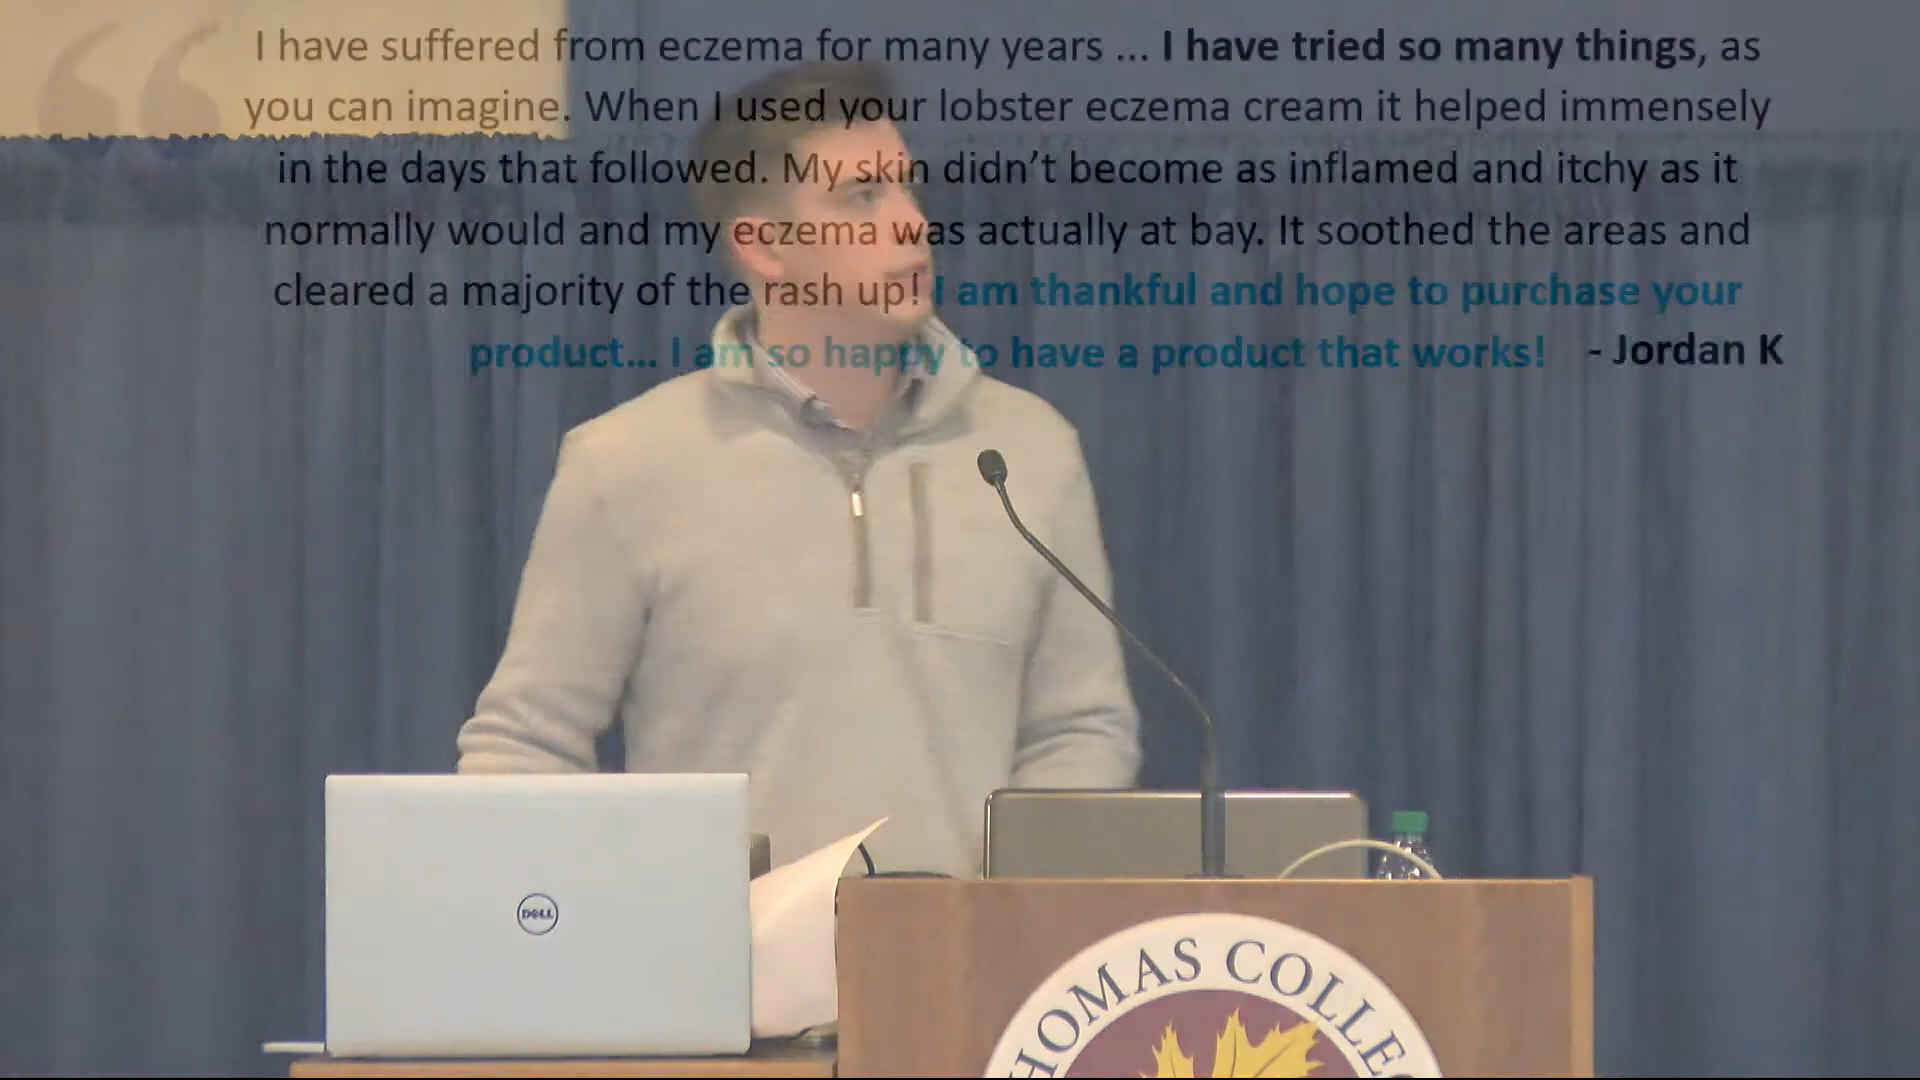 I have suffered from eczema for many years ... I have tried so many things, as
you can imagine. When I used your lobster eczema cream it helped immensely
in the days that followed. My skin didn't become as inflamed and itchy as it
normally would and my eczema was actually at bay. It soothed the areas and
cleared a majority of the rash up! I am thankful and hope to purchase your
product... I am so happy to have a product that works! - Jordan K
DELL
HOMAS COLLEG